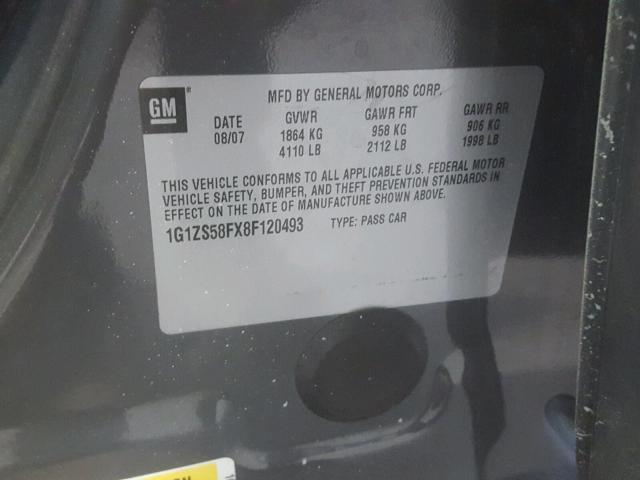 GM
MFD BY GENERAL MOTORS CORP.
DATE GVWR GAWR FRT GAWR RR
08/07 1864 KG 958 KG 906 KG
4110 LB 2112 LB 1998 LB
THIS VEHICLE CONFORMS TO ALL APPLICABLE U.S. FEDERAL MOTOR
VEHICLE SAFETY, BUMPER, AND THEFT PREVENTION STANDARDS IN
EFFECT ON THE DATE OF MANUFACTURE SHOWN ABOVE.
1G1ZS58FX8F120493 TYPE: PASS CAR